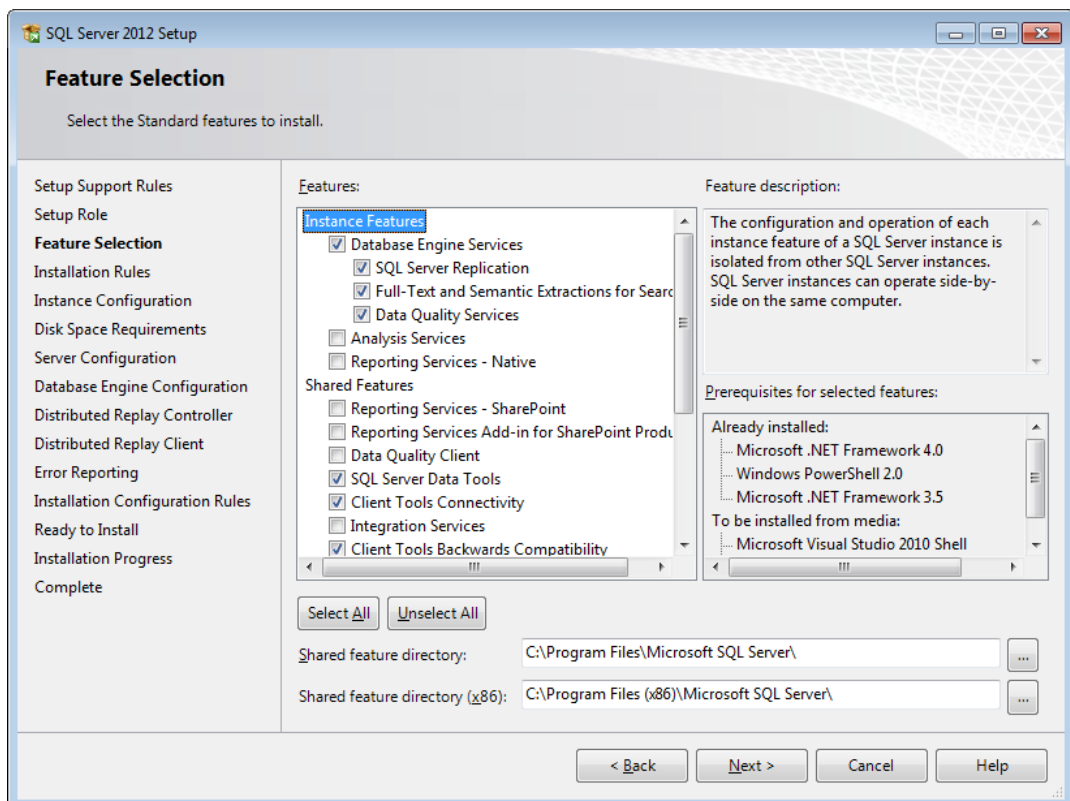 SQL Server 2012 Setup
Feature Selection
Select the Standard features to install.
Setup Support Rules
Setup Role
Feature Selection
Installation Rules
Instance Configuration
Disk Space Requirements
Server Configuration
Database Engine Configuration
Distributed Replay Controller
Distributed Replay Client
Error Reporting
Installation Configuration Rules
Ready to Install
Installation Progress
Complete
Features:
Instance Features
Database Engine Services
SQL Server Replication
Full-Text and Semantic Extractions for Searc
Data Quality Services
Analysis Services
Reporting Services - Native
Shared Features
Reporting Services - SharePoint
Reporting Services Add-in for SharePoint Produ
Data Quality Client
SQL Server Data Tools
Client Tools Connectivity
Integration Services
Client Tools Backwards Compatibility
Feature description:
The configuration and operation of each
instance feature of a SQL Server instance is
isolated from other SQL Server instances.
SQL Server instances can operate side-by-
side on the same computer.
Prerequisites for selected features:
Already installed:
Microsoft .NET Framework 4.0
Windows PowerShell 2.0
Microsoft .NET Framework 3.5
To be installed from media:
Microsoft Visual Studio 2010 Shell
Select All
Unselect All
Shared feature directory:
C:\Program Files\Microsoft SQL Server\
...
Shared feature directory (x86):
C:\Program Files (x86)\Microsoft SQL Server\
...
< Back
Next >
Cancel
Help